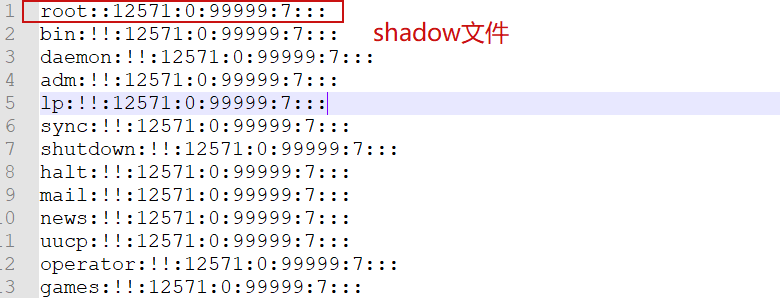 1 root::12571:0:99999:7:::
2 bin:!!:12571:0:99999:7::: shadow文件
3 daemon:!!:12571:0:99999:7:::
4 adm:!!:12571:0:99999:7:::
5 lp:!!:12571:0:99999:7:::
6 sync:!!:12571:0:99999:7:::
7 shutdown:!!:12571:0:99999:7:::
8 halt:!!:12571:0:99999:7:::
9 mail:!!:12571:0:99999:7:::
10 news:!!:12571:0:99999:7:::
11 uucp:!!:12571:0:99999:7:::
12 operator:!!:12571:0:99999:7:::
13 games:!!:12571:0:99999:7:::